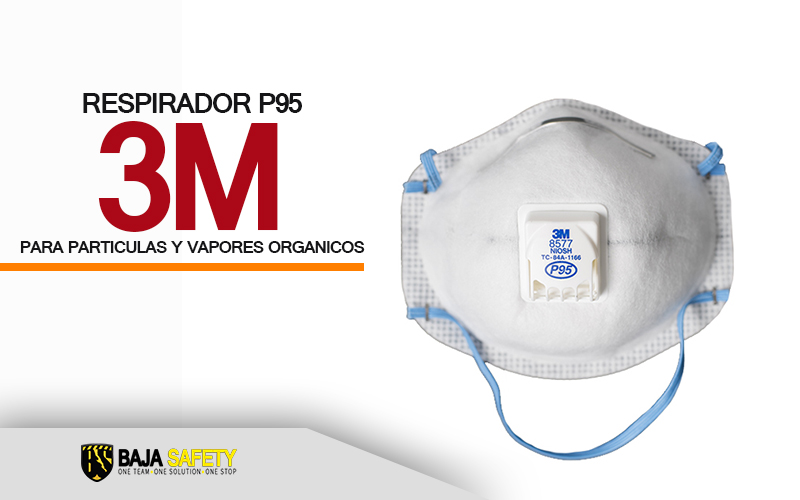 RESPIRADOR P95
3M
PARA PARTICULAS Y VAPORES ORGANICOS
3M
8577
NIOSH
TC-84A-1166
P95
BAJA SAFETY
ONE TEAM ONE SOLUTION ONE STOP